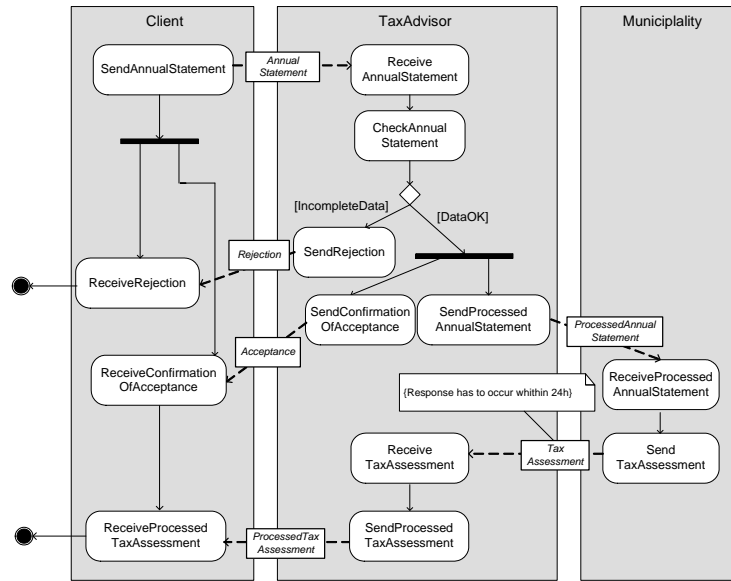 Client
TaxAdvisor
Municiplality
SendAnnualStatement
Annual
Statement
Receive
AnnualStatement
CheckAnnual
Statement
[IncompleteData]
[DataOK]
Rejection
SendRejection
ReceiveRejection
SendConfirmation
OfAcceptance
SendProcessed
AnnualStatement
ProcessedAnnual
Statement
Acceptance
ReceiveConfirmation
OfAcceptance
ReceiveProcessed
AnnualStatement
{Response has to occur whithin 24h}
Receive
TaxAssessment
Tax
Assessment
Send
TaxAssessment
ReceiveProcessed
TaxAssessment
ProcessedTax
Assessment
SendProcessed
TaxAssessment